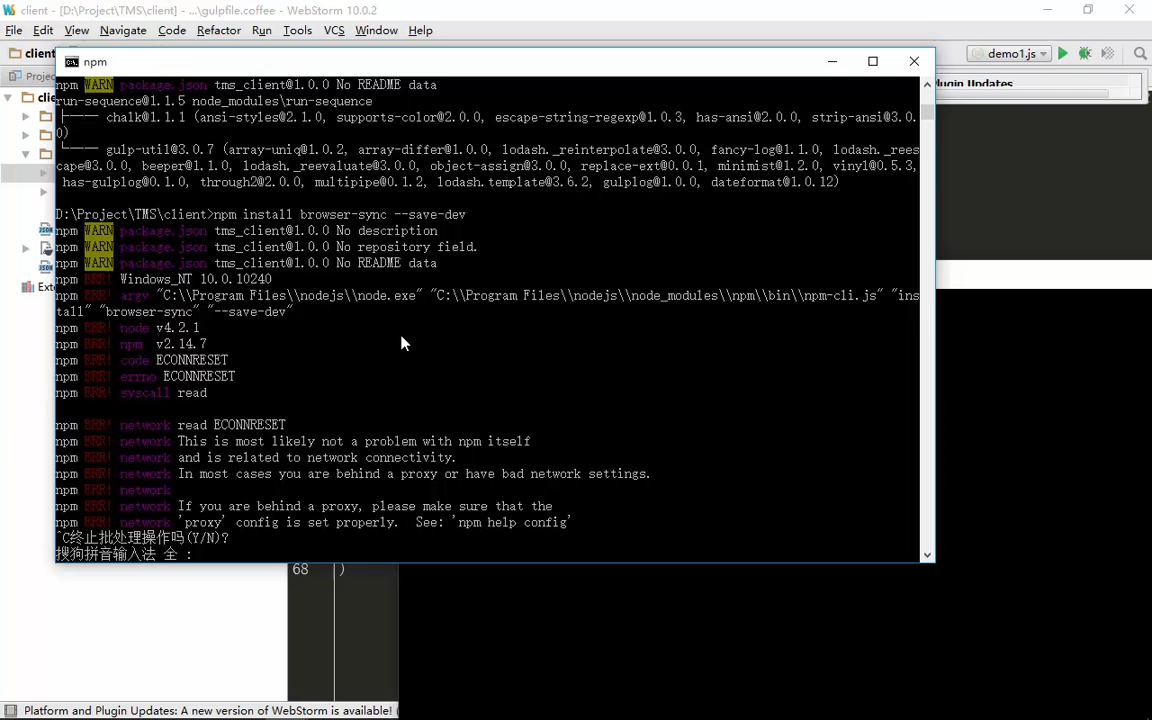 client - [D:\Project\TMS\client] - ...\gulpfile.coffee - WebStorm 10.0.2
File Edit View Navigate Code Refactor Run Tools VCS Window Help
demo1.js
npm
Plugin Updates
npm WARN package.json tms_client@1.0.0 No README data
run-sequence@1.1.5 node_modules\run-sequence
├── chalk@1.1.1 (ansi-styles@2.1.0, supports-color@2.0.0, escape-string-regexp@1.0.3, has-ansi@2.0.0, strip-ansi@3.0.
0)
└── gulp-util@3.0.7 (array-uniq@1.0.2, array-differ@1.0.0, lodash._reinterpolate@3.0.0, fancy-log@1.1.0, lodash._rees
cape@3.0.0, beeper@1.1.0, lodash._reevaluate@3.0.0, object-assign@3.0.0, replace-ext@0.0.1, minimist@1.2.0, vinyl@0.5.3,
has-gulplog@0.1.0, through2@2.0.0, multipipe@0.1.2, lodash.template@3.6.2, gulplog@1.0.0, dateformat@1.0.12)
D:\Project\TMS\client>npm install browser-sync --save-dev
npm WARN package.json tms_client@1.0.0 No description
npm WARN package.json tms_client@1.0.0 No repository field.
npm WARN package.json tms_client@1.0.0 No README data
npm ERR! Windows_NT 10.0.10240
npm ERR! argv "C:\\Program Files\\nodejs\\node.exe" "C:\\Program Files\\nodejs\\node_modules\\npm\\bin\\npm-cli.js" "ins
tall" "browser-sync" "--save-dev"
npm ERR! node v4.2.1
npm ERR! npm  v2.14.7
npm ERR! code ECONNRESET
npm ERR! errno ECONNRESET
npm ERR! syscall read
npm ERR! network read ECONNRESET
npm ERR! network This is most likely not a problem with npm itself
npm ERR! network and is related to network connectivity.
npm ERR! network In most cases you are behind a proxy or have bad network settings.
npm ERR! network
npm ERR! network If you are behind a proxy, please make sure that the
npm ERR! network 'proxy' config is set properly.  See: 'npm help config'
^C终止批处理操作吗(Y/N)?
搜狗拼音输入法 全 :
68 )
Platform and Plugin Updates: A new version of WebStorm is available! (